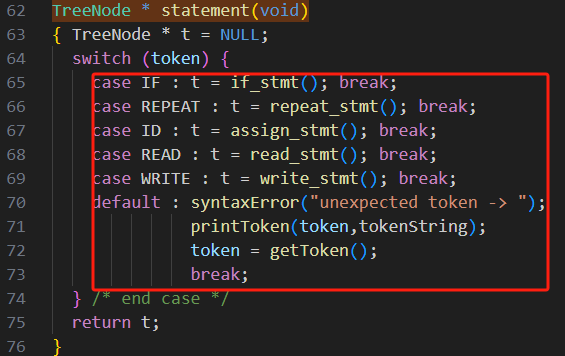 62 TreeNode * statement(void)
63 { TreeNode * t = NULL;
64 switch (token) {
65 case IF : t = if_stmt(); break;
66 case REPEAT : t = repeat_stmt(); break;
67 case ID : t = assign_stmt(); break;
68 case READ : t = read_stmt(); break;
69 case WRITE : t = write_stmt(); break;
70 default : syntaxError("unexpected token -> ");
71 printToken(token,tokenString);
72 token = getToken();
73 break;
74 } /* end case */
75 return t;
76 }